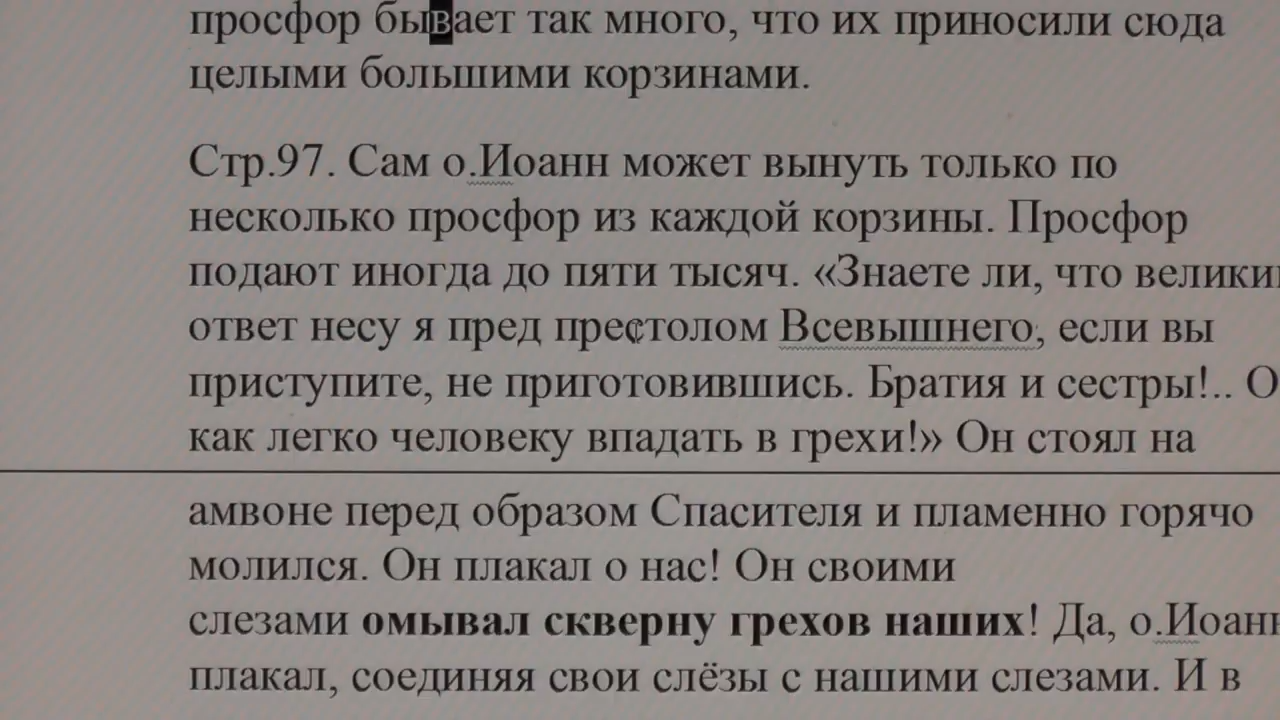 просфор бывает так много, что их приносили сюда
целыми большими корзинами.
Стр.97. Сам о.Иоанн может вынуть только по
несколько просфор из каждой корзины. Просфор
подают иногда до пяти тысяч. «Знаете ли, что
ответ несу я пред престолом Всевышнего, если вы
приступите, не приготовившись. Братия и сестры!.. О
как легко человеку впадать в грехи!» Он стоял на
амвоне перед образом Спасителя и пламенно горячо
молился. Он плакал о нас! Он своими
слезами омывал скверну грехов наших! Да, о.Иоанн
плакал, соединяя свои слёзы с нашими слезами. И в